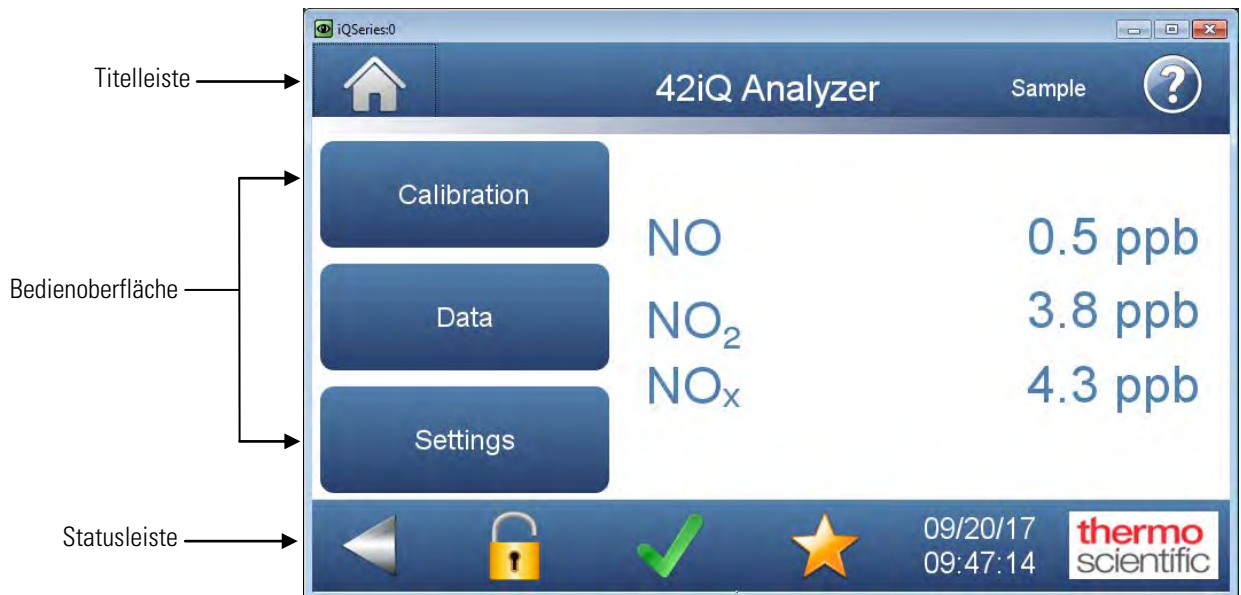 iQSeries:0
Titelleiste
42iQ Analyzer
Sample
?
Calibration
NO 0.5 ppb
Bedienoberfläche
Data
NO₂ 3.8 ppb
NOₓ 4.3 ppb
Settings
Statusleiste
09/20/17
09:47:14
thermo
scientific